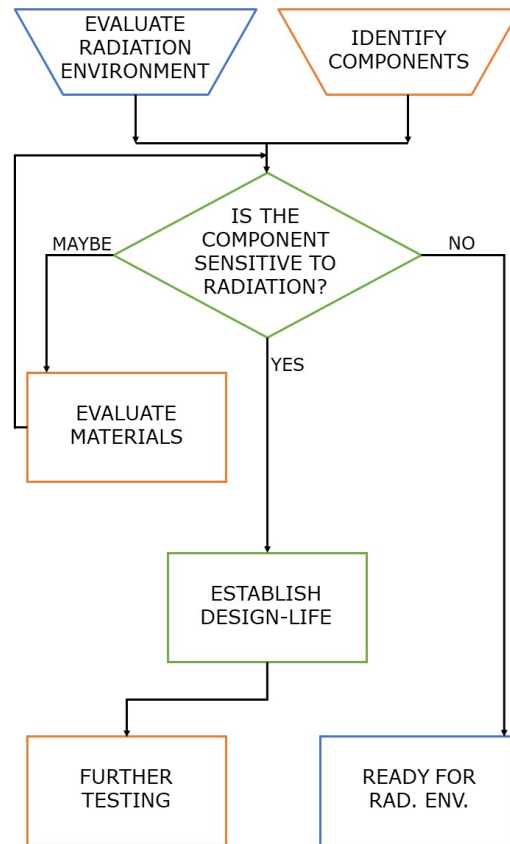 EVALUATE
RADIATION
ENVIRONMENT
IDENTIFY
COMPONENTS
IS THE
COMPONENT
SENSITIVE TO
RADIATION?
MAYBE
NO
YES
EVALUATE
MATERIALS
ESTABLISH
DESIGN-LIFE
FURTHER
TESTING
READY FOR
RAD. ENV.